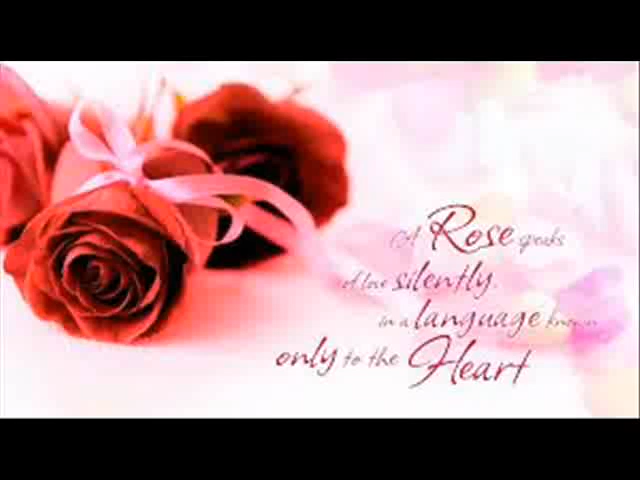 A Rose speaks
of love silently,
in a language known
only to the Heart